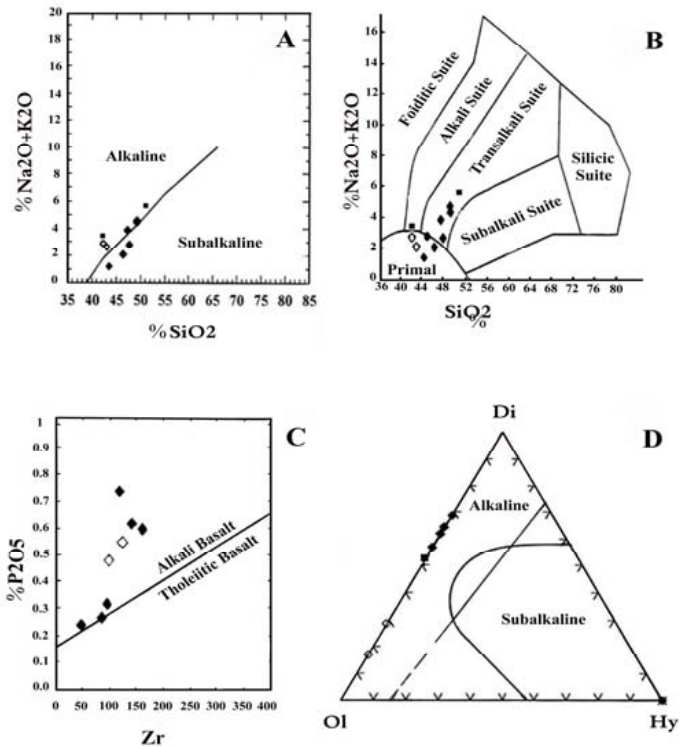 A
%Na2O+K2O
20
18
16
14
12
10
8
6
4
2
0
Alkaline
Subalkaline
35 40 45 50 55 60 65 70 75 80 85
%SiO2
B
%Na2O+K2O
16
14
12
10
8
6
4
2
0
Foiditic Suite
Alkali Suite
Transalkali Suite
Silicic
Suite
Subalkali Suite
Primal
36 42 44 48 52 56 60 64 68 72 76 80
SiO2
%
C
%P2O5
1
0.9
0.8
0.7
0.6
0.5
0.4
0.3
0.2
0.1
0.0
Alkali Basalt
Tholeiitic Basalt
0 50 100 150 200 250 300 350 400
Zr
D
Di
Alkaline
Subalkaline
Ol
Hy